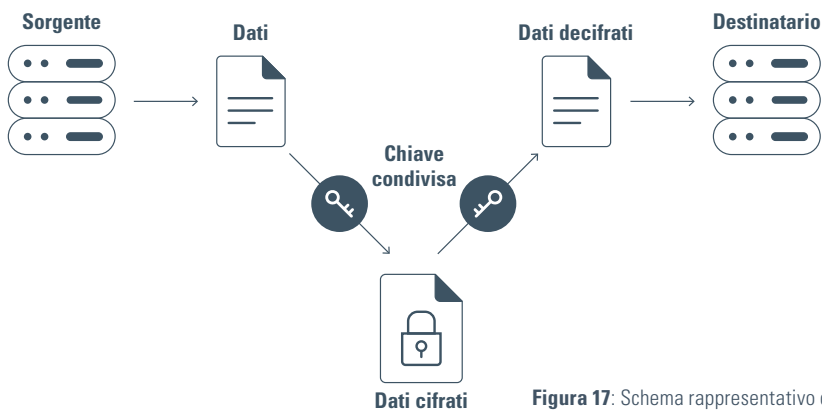 Sorgente
Dati
Dati decifrati
Destinatario
Chiave
condivisa
Dati cifrati
Figura 17: Schema rappresentativo